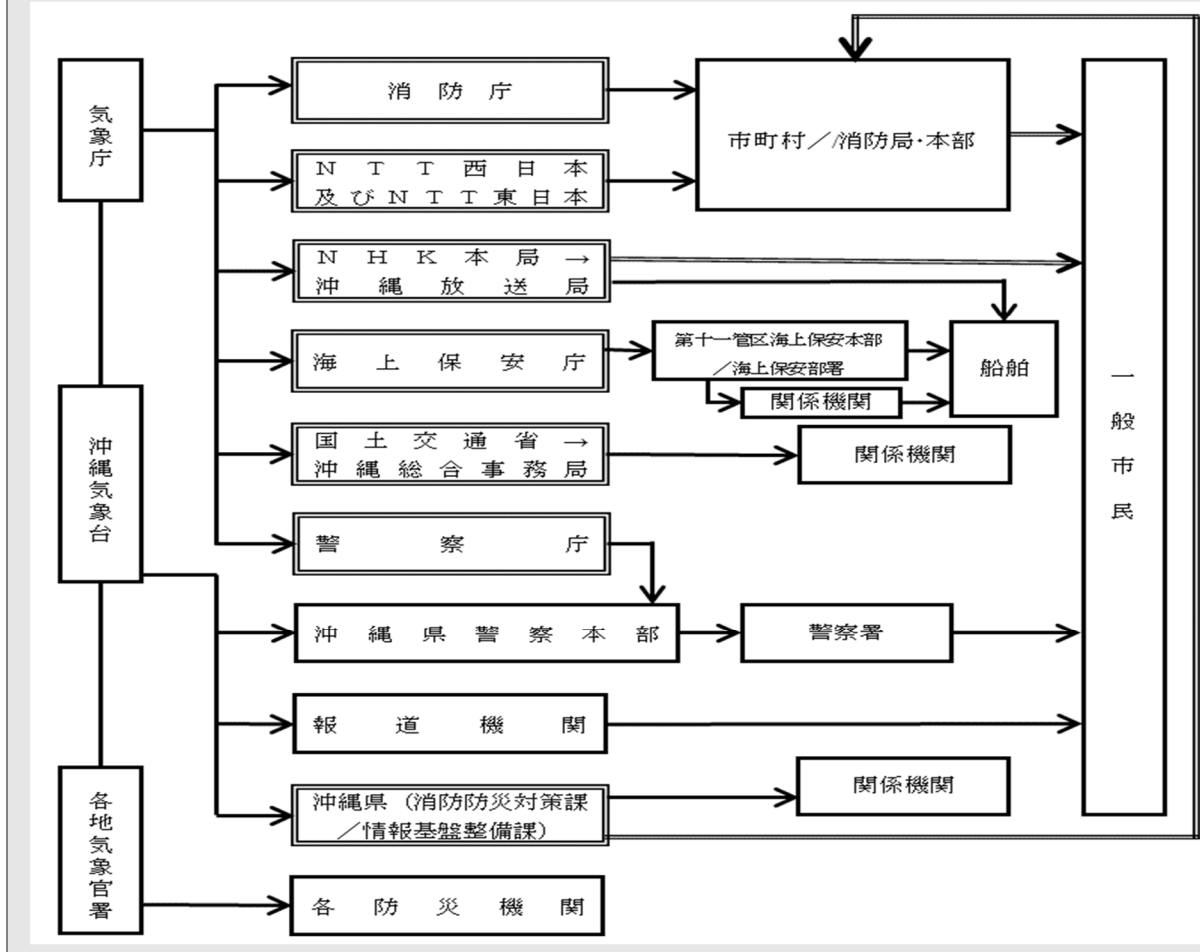 気象庁
沖縄気象台
各地気象官署
消防庁
NTT西日本
及びNTT東日本
NHK本局→
沖縄放送局
海上保安庁
国土交通省→
沖縄総合事務局
警察庁
沖縄県警察本部
報道機関
沖縄県（消防防災対策課
／情報基盤整備課）
各防災機関
市町村／/消防局・本部
第十一管区海上保安本部
／海上保安部署
関係機関
船舶
関係機関
警察署
関係機関
一般市民